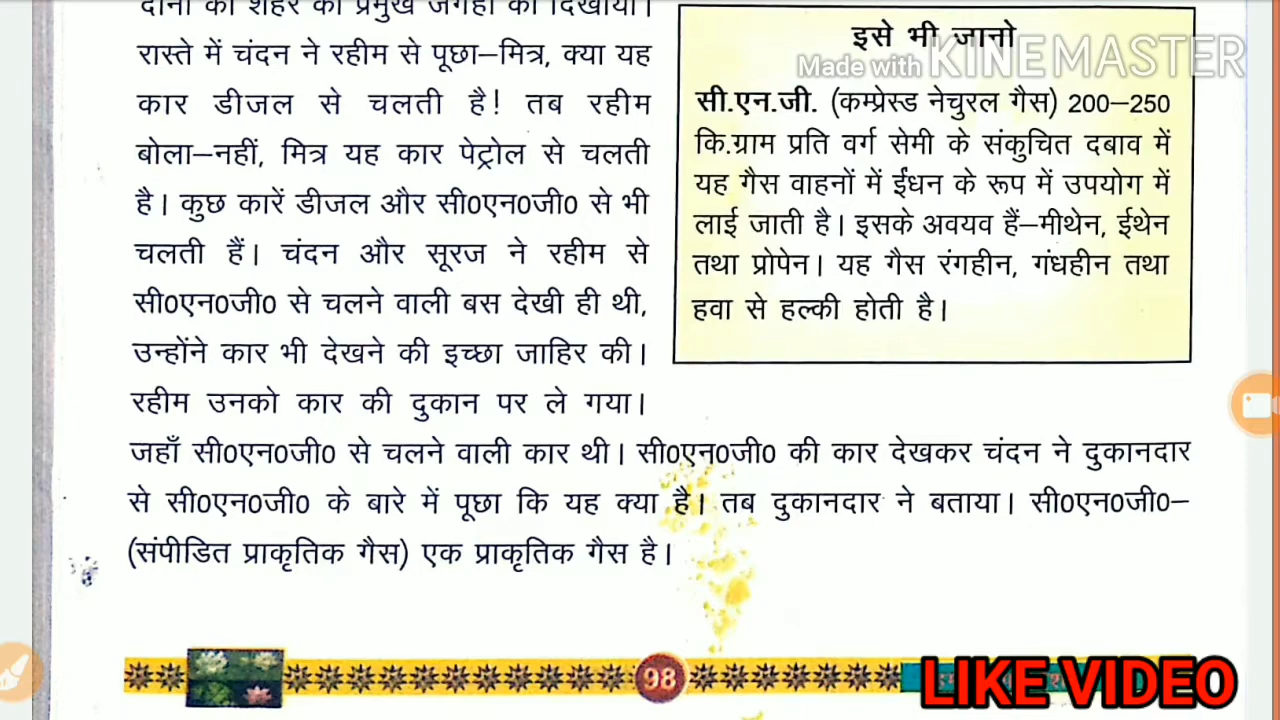 दोनों को शहर की प्रमुख जगहों को दिखाया।
रास्ते में चंदन ने रहीम से पूछा–मित्र, क्या यह
कार डीजल से चलती है! तब रहीम
बोला–नहीं, मित्र यह कार पेट्रोल से चलती
है। कुछ कारें डीजल और सी0एन0जी0 से भी
चलती हैं। चंदन और सूरज ने रहीम से
सी0एन0जी0 से चलने वाली बस देखी ही थी,
उन्होंने कार भी देखने की इच्छा जाहिर की।
रहीम उनको कार की दुकान पर ले गया।
जहाँ सी0एन0जी0 से चलने वाली कार थी। सी0एन0जी0 की कार देखकर चंदन ने दुकानदार
से सी0एन0जी0 के बारे में पूछा कि यह क्या है। तब दुकानदार ने बताया। सी0एन0जी0–
(संपीडित प्राकृतिक गैस) एक प्राकृतिक गैस है।
इसे भी जानो
Made with KINEMASTER
सी.एन.जी. (कम्प्रेस्ड नेचुरल गैस) 200–250
कि.ग्राम प्रति वर्ग सेमी के संकुचित दबाव में
यह गैस वाहनों में ईंधन के रूप में उपयोग में
लाई जाती है। इसके अवयव हैं–मीथेन, ईथेन
तथा प्रोपेन। यह गैस रंगहीन, गंधहीन तथा
हवा से हल्की होती है।
98
LIKE VIDEO